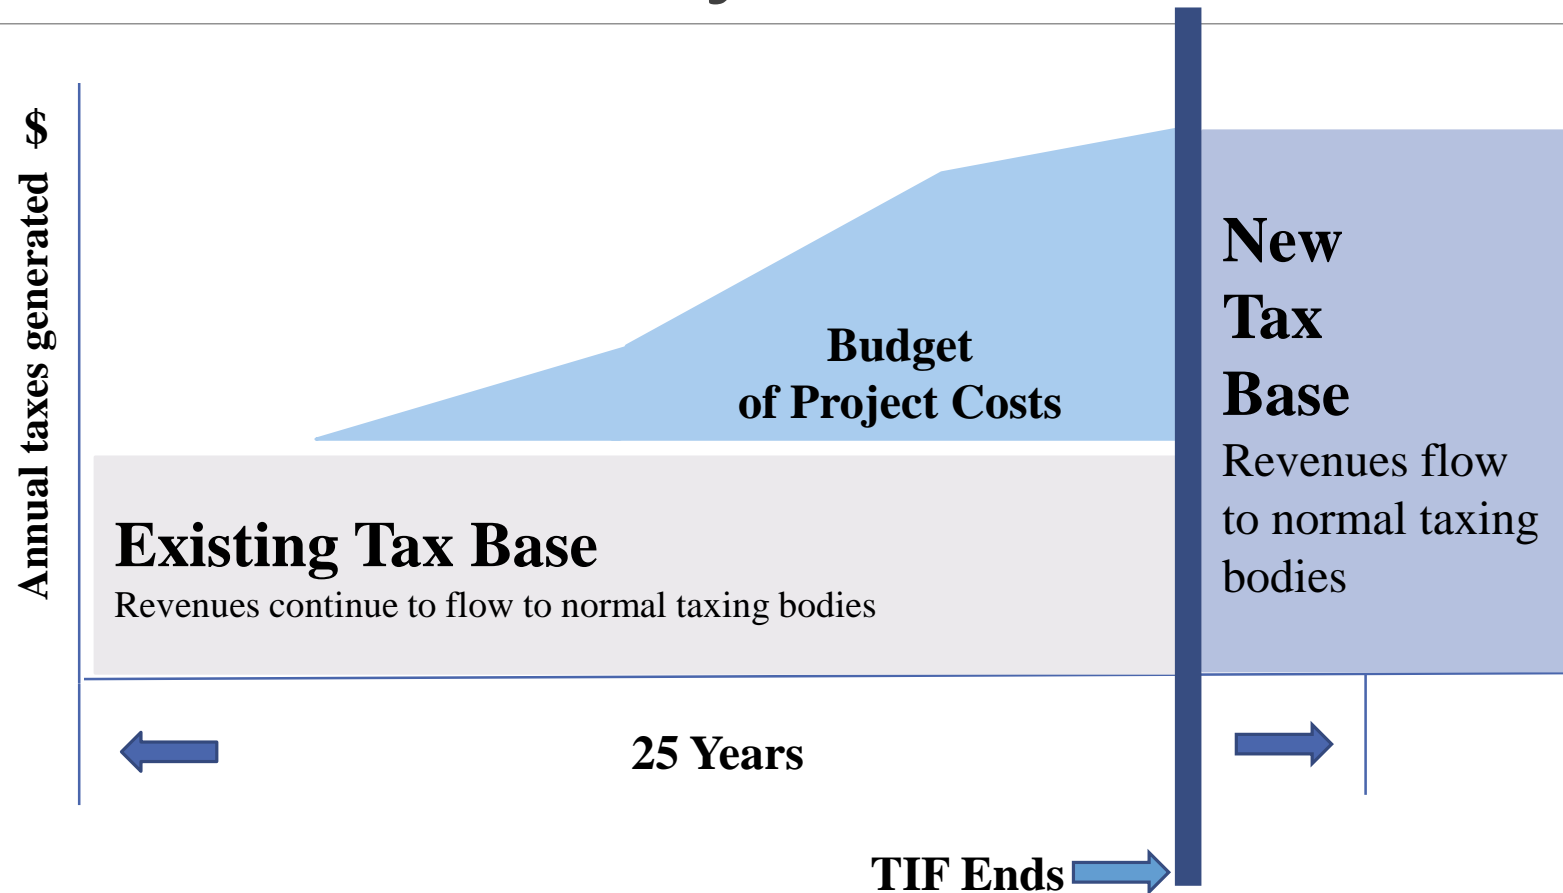 Annual taxes generated $
Budget
of Project Costs
New
Tax
Base
Revenues flow
to normal taxing
bodies
Existing Tax Base
Revenues continue to flow to normal taxing bodies
25 Years
TIF Ends